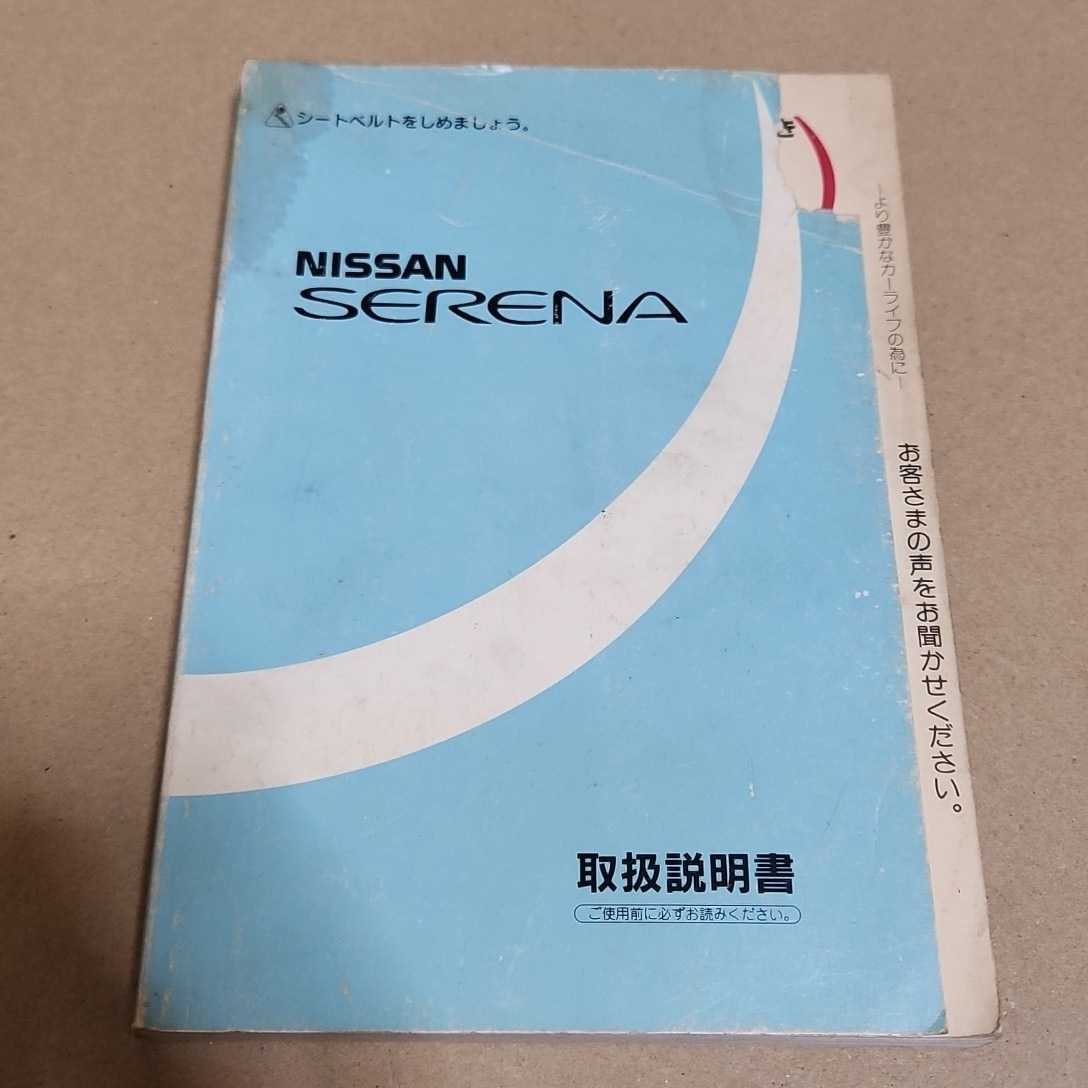 シートベルトをしめましょう。
NISSAN
SERENA
取扱説明書
ご使用前に必ずお読みください。
き
―より豊かなカーライフの為に―
お客さまの声をお聞かせください。